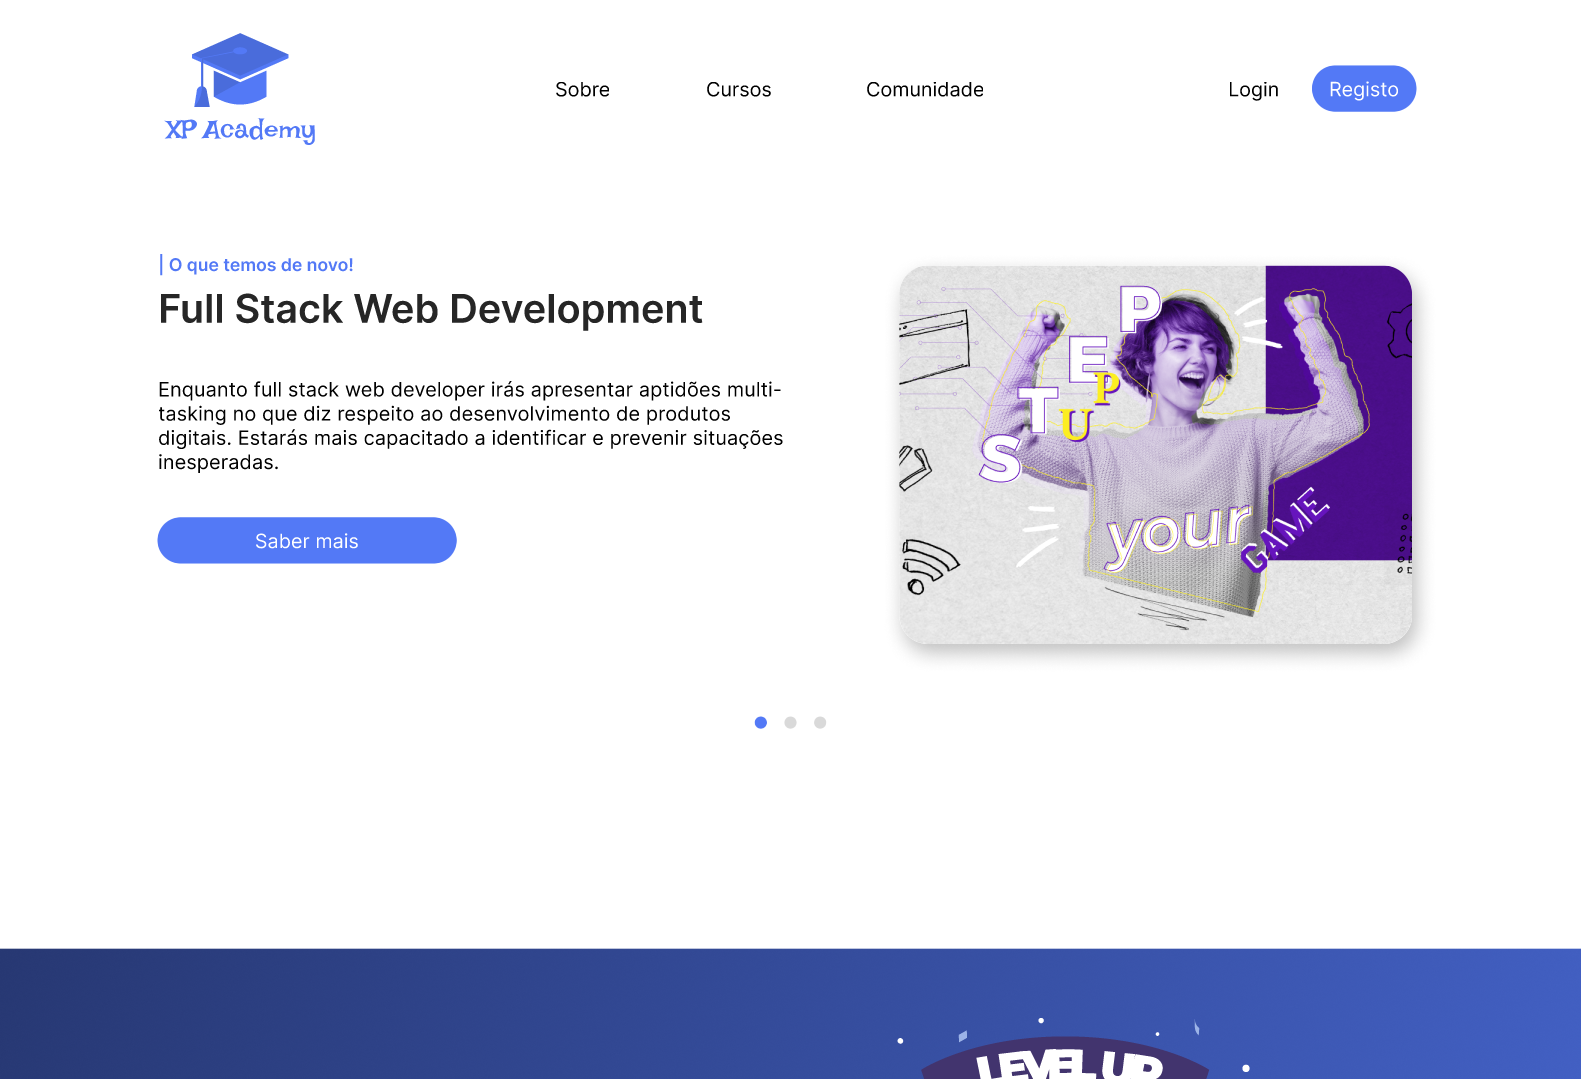 XP Academy
Sobre
Cursos
Comunidade
Login
Registo
| O que temos de novo!
Full Stack Web Development
Enquanto full stack web developer irás apresentar aptidões multi-
tasking no que diz respeito ao desenvolvimento de produtos
digitais. Estarás mais capacitado a identificar e prevenir situações
inesperadas.
Saber mais
STEP
UP
your
GAME
LEVEL UP